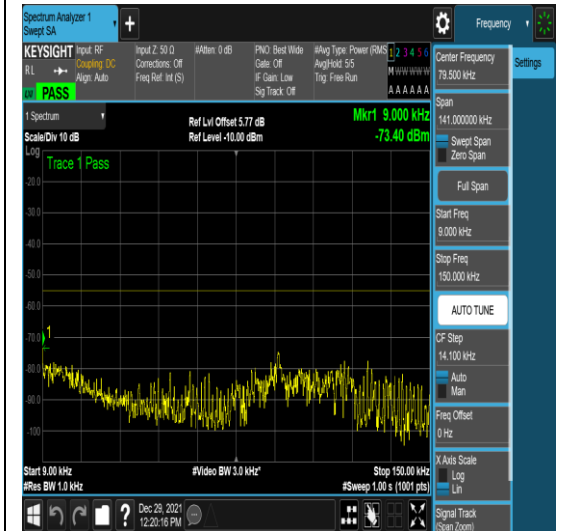 Spectrum Analyzer 1
Swept SA
Frequency
KEYSIGHT
RL
PASS
Input: RF
Coupling: DC
Align: Auto
Input Z: 50 Ω
Corrections: Off
Freq Ref: Int (S)
#Atten: 0 dB
PNO: Best Wide
Gate: Off
IF Gain: Low
Sig Track: Off
#Avg Type: Power (RMS
Avg|Hold: 5/5
Trig: Free Run
1 2 3 4 5 6
M W W W W W
A A A A A A
Center Frequency
79.500 kHz
Settings
Span
141.000000 kHz
Swept Span
Zero Span
Full Span
Start Freq
9.000 kHz
Stop Freq
150.000 kHz
AUTO TUNE
CF Step
14.100 kHz
Auto
Man
Freq Offset
0 Hz
X Axis Scale
Log
Lin
Signal Track
(Span Zoom)
1 Spectrum
Scale/Div 10 dB
Ref Lvl Offset 5.77 dB
Ref Level -10.00 dBm
Mkr1 9.000 kHz
-73.40 dBm
Log
Trace 1 Pass
-20.0
-30.0
-40.0
-50.0
-60.0
-70.0
-80.0
-90.0
-100
1
Start 9.00 kHz
#Res BW 1.0 kHz
#Video BW 3.0 kHz*
Stop 150.00 kHz
#Sweep 1.00 s (1001 pts)
Dec 29, 2021
12:20:16 PM